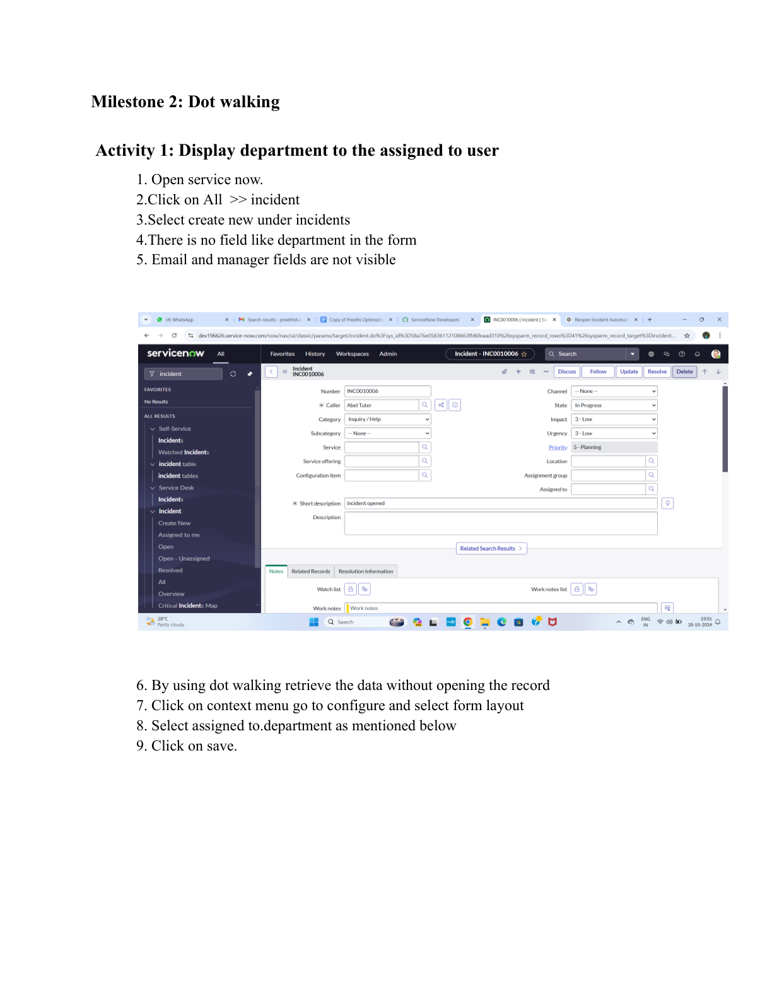 Milestone 2: Dot walking
Activity 1: Display department to the assigned to user
1. Open service now.
2.Click on All >> incident
3.Select create new under incidents
4.There is no field like department in the form
5. Email and manager fields are not visible
(4) WhatsApp
Search results - preethidul
Copy of Preethi Optimizing
ServiceNow Developers
INC0010006 | Incident | Se
Reopen Incident Automati
dev196626.service-now.com/now/nav/ui/classic/params/target/incident.do%3Fsys_id%3D58a76e05836112108663ffd6feaad310%26sysparm_record_rows%3D41%26sysparm_record_target%3Dincident...
servicenow All Favorites History Workspaces Admin Incident - INC0010006 Search
incident
Incident
INC0010006
Discuss Follow Update Resolve Delete
FAVORITES
No Results
ALL RESULTS
Self-Service
Incidents
Watched Incidents
incident table
incident tables
Service Desk
Incidents
Incident
Create New
Assigned to me
Open
Open - Unassigned
Resolved
All
Overview
Critical Incidents Map
Number INC0010006
Channel -- None --
Caller Abel Tuter
State In Progress
Category Inquiry / Help
Impact 3 - Low
Subcategory -- None --
Urgency 3 - Low
Service
Priority 5 - Planning
Service offering
Location
Configuration item
Assignment group
Assigned to
Short description incident opened
Description
Related Search Results
Notes Related Records Resolution Information
Watch list
Work notes list
Work notes Work notes
28°C
Partly cloudy
Search
ENG
IN
19:01
28-10-2024
6. By using dot walking retrieve the data without opening the record
7. Click on context menu go to configure and select form layout
8. Select assigned to.department as mentioned below
9. Click on save.